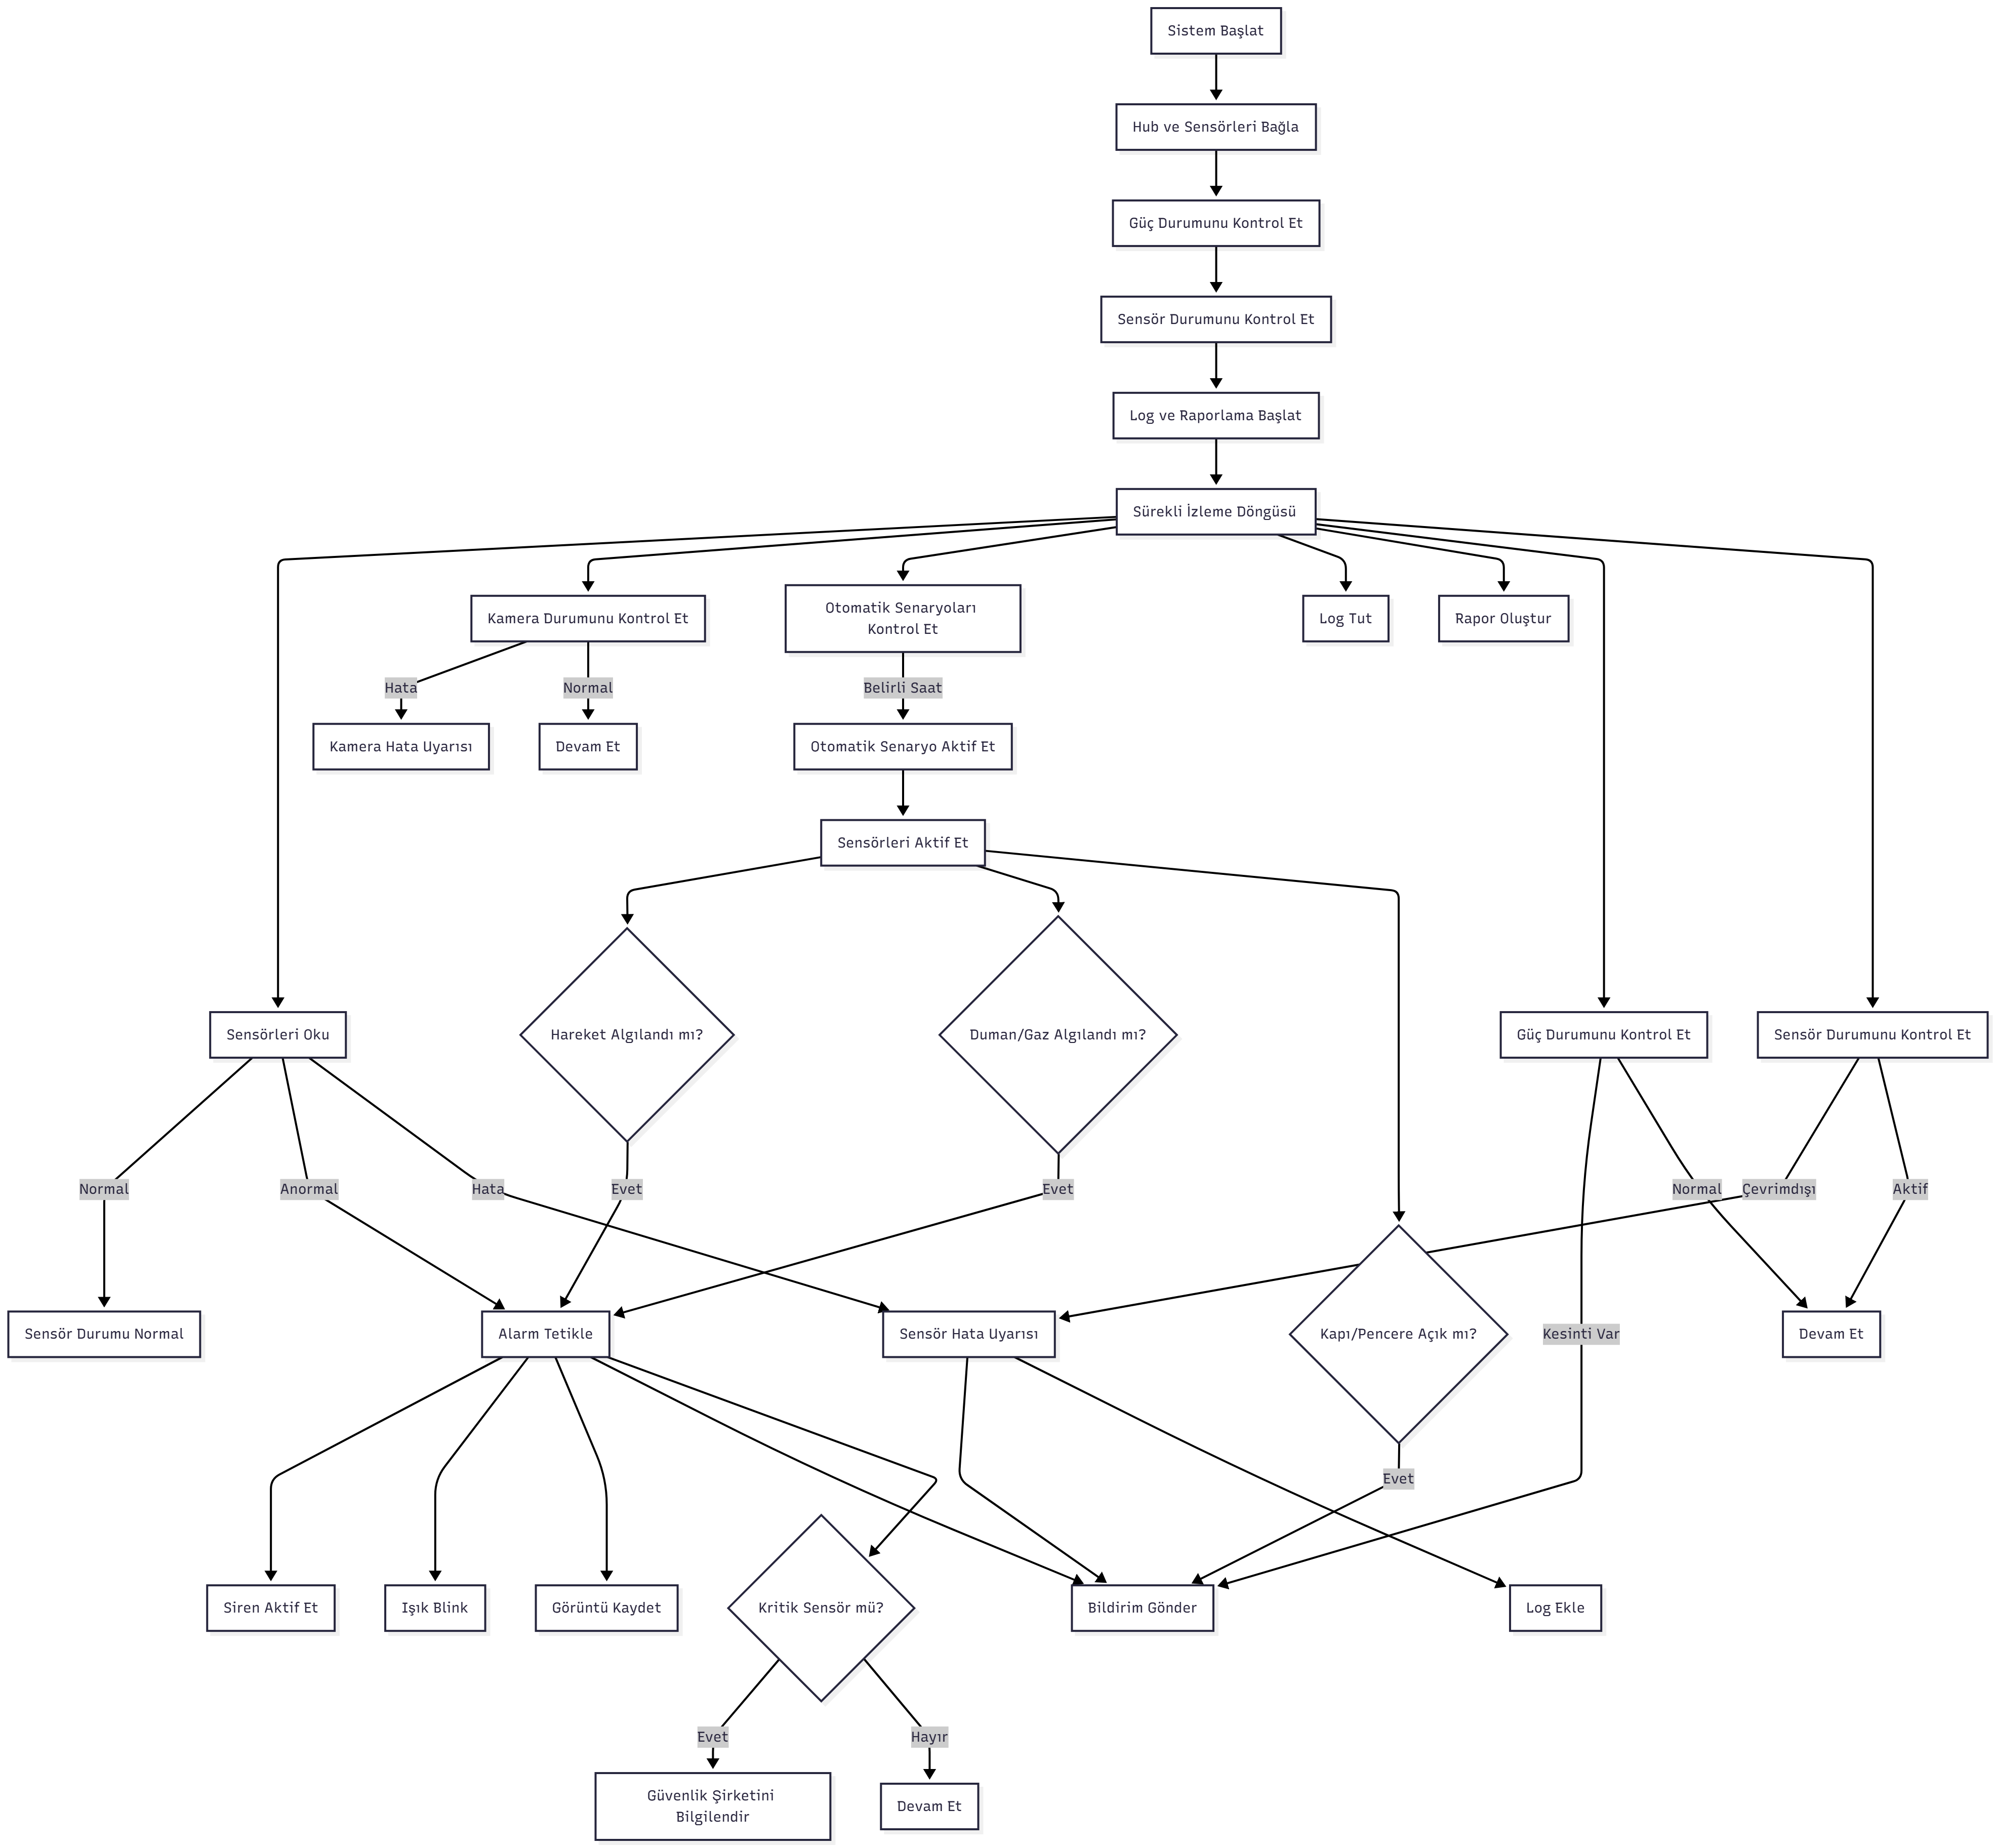 Sistem Başlat
Hub ve Sensörleri Bağla
Güç Durumunu Kontrol Et
Sensör Durumunu Kontrol Et
Log ve Raporlama Başlat
Sürekli İzleme Döngüsü
Kamera Durumunu Kontrol Et
Otomatik Senaryoları
Kontrol Et
Log Tut
Rapor Oluştur
Hata
Normal
Belirli Saat
Kamera Hata Uyarısı
Devam Et
Otomatik Senaryo Aktif Et
Sensörleri Aktif Et
Sensörleri Oku
Hareket Algılandı mı?
Duman/Gaz Algılandı mı?
Güç Durumunu Kontrol Et
Sensör Durumunu Kontrol Et
Normal
Anormal
Hata
Evet
Evet
Normal
Çevrimdışı
Aktif
Sensör Durumu Normal
Alarm Tetikle
Sensör Hata Uyarısı
Kapı/Pencere Açık mı?
Kesinti Var
Devam Et
Evet
Siren Aktif Et
Işık Blink
Görüntü Kaydet
Kritik Sensör mü?
Bildirim Gönder
Log Ekle
Evet
Hayır
Güvenlik Şirketini
Bilgilendir
Devam Et